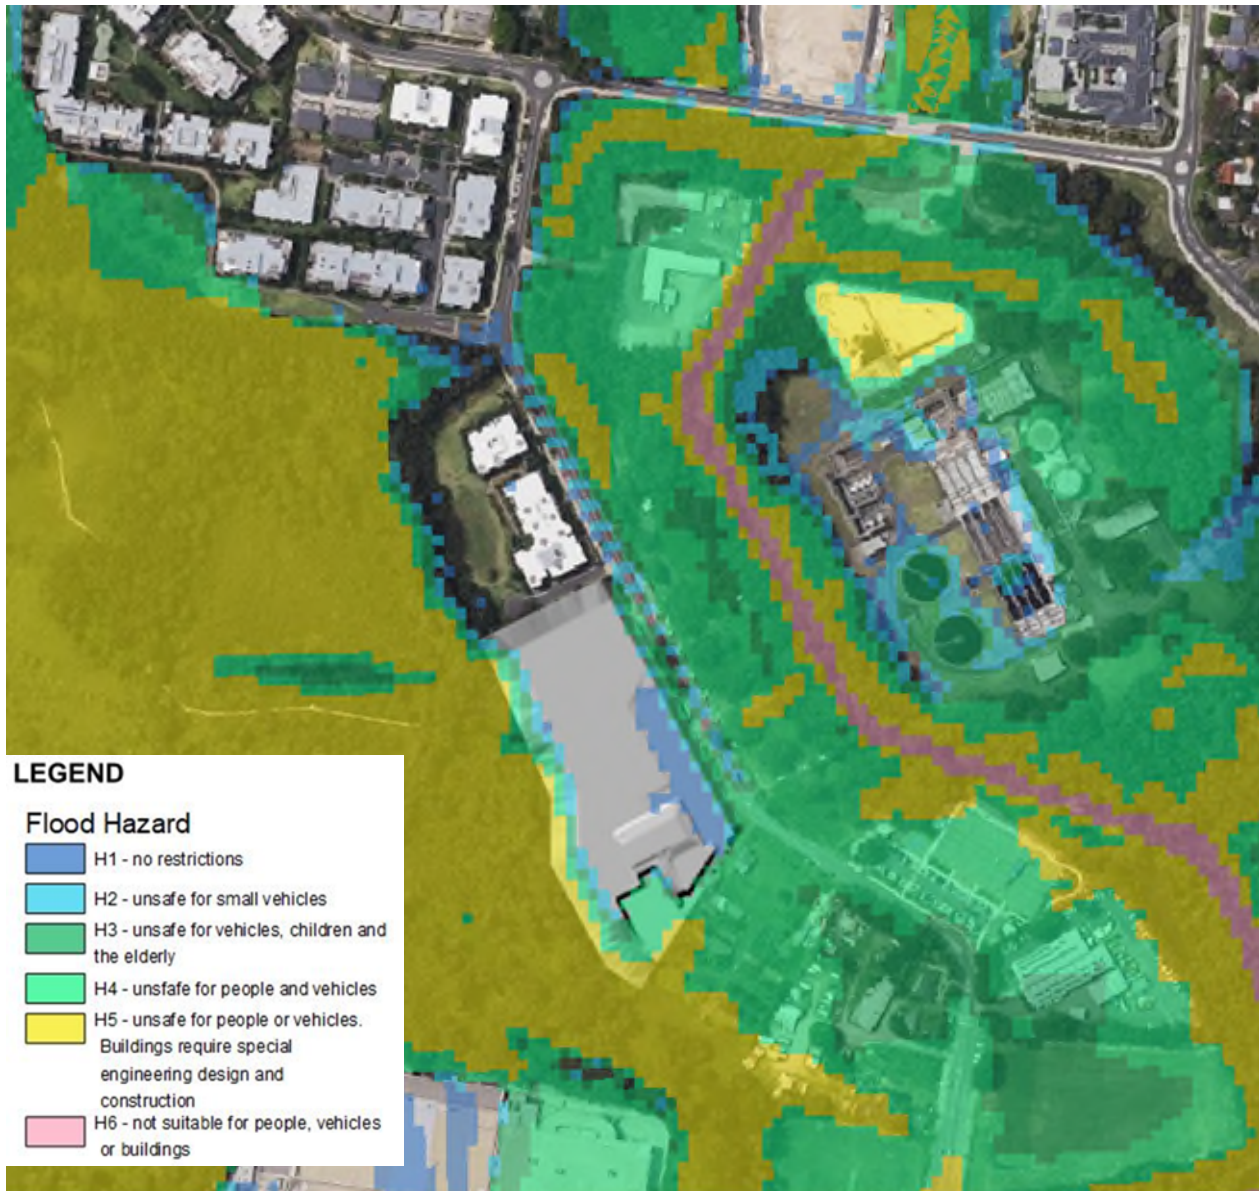 LEGEND
Flood Hazard
H1 - no restrictions
H2 - unsafe for small vehicles
H3 - unsafe for vehicles, children and
the elderly
H4 - unsfafe for people and vehicles
H5 - unsafe for people or vehicles.
Buildings require special
engineering design and
construction
H6 - not suitable for people, vehicles
or buildings